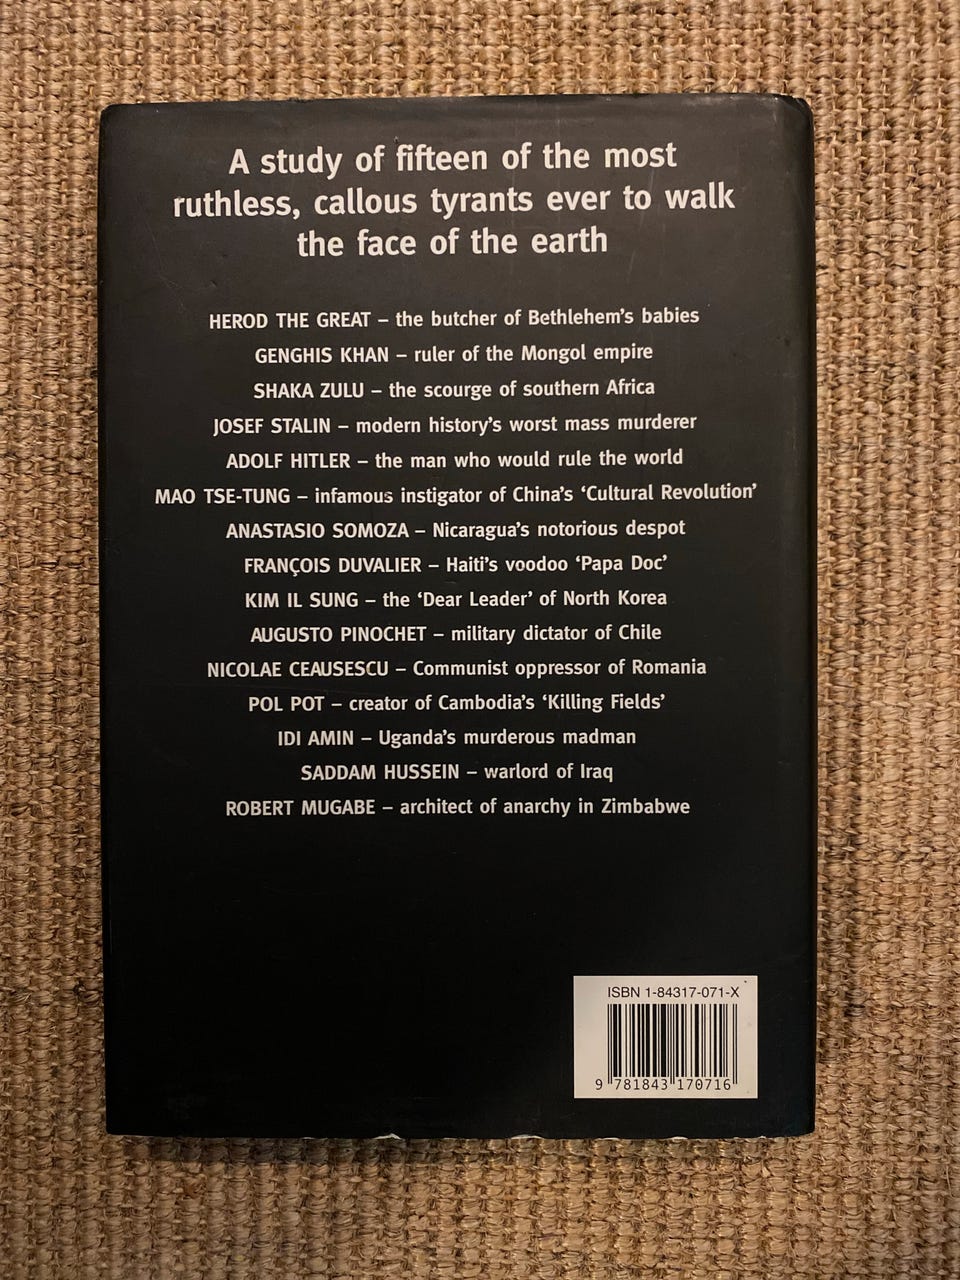 A study of fifteen of the most
ruthless, callous tyrants ever to walk
the face of the earth
HEROD THE GREAT – the butcher of Bethlehem's babies
GENGHIS KHAN – ruler of the Mongol empire
SHAKA ZULU – the scourge of southern Africa
JOSEF STALIN – modern history's worst mass murderer
ADOLF HITLER – the man who would rule the world
MAO TSE-TUNG – infamous instigator of China's ‘Cultural Revolution’
ANASTASIO SOMOZA – Nicaragua's notorious despot
FRANÇOIS DUVALIER – Haiti's voodoo ‘Papa Doc’
KIM IL SUNG – the ‘Dear Leader’ of North Korea
AUGUSTO PINOCHET – military dictator of Chile
NICOLAE CEAUSESCU – Communist oppressor of Romania
POL POT – creator of Cambodia's ‘Killing Fields’
IDI AMIN – Uganda's murderous madman
SADDAM HUSSEIN – warlord of Iraq
ROBERT MUGABE – architect of anarchy in Zimbabwe
ISBN 1-84317-071-X
9 781843 170716